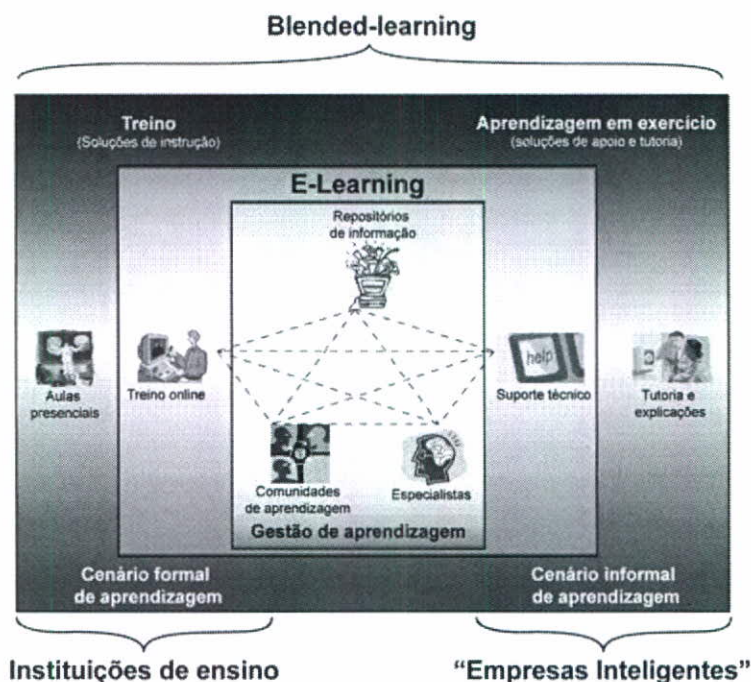 Blended-learning
Treino
(Soluções de instrução)
Aprendizagem em exercício
(soluções de apoio e tutoria)
E-Learning
Repositórios
de informação
help
Aulas
presenciais
Treino online
Suporte técnico
Tutoria e
explicações
Comunidades
de aprendizagem
Especialistas
Gestão de aprendizagem
Cenário formal
de aprendizagem
Cenário informal
de aprendizagem
Instituições de ensino
“Empresas Inteligentes”